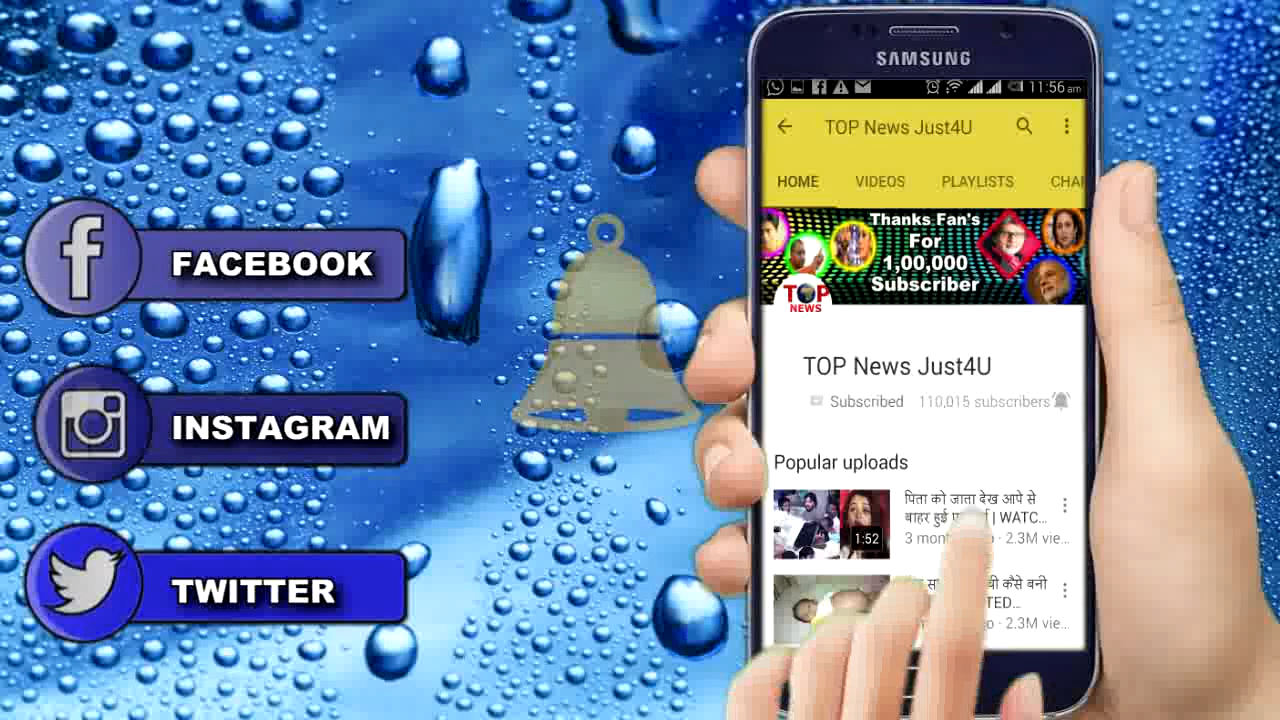 FACEBOOK
INSTAGRAM
TWITTER
SAMSUNG
11:56 am
TOP News Just4U
HOME VIDEOS PLAYLISTS CHA
Thanks Fan's
For
1,00,000
Subscriber
TOP
NEWS
TOP News Just4U
Subscribed 110,015 subscribers
Popular uploads
पिता को जाता देख आपे से
बाहर हुई | WATC...
1:52
3 · 2.3M vie...
कैसे बनी
2.3M vie...